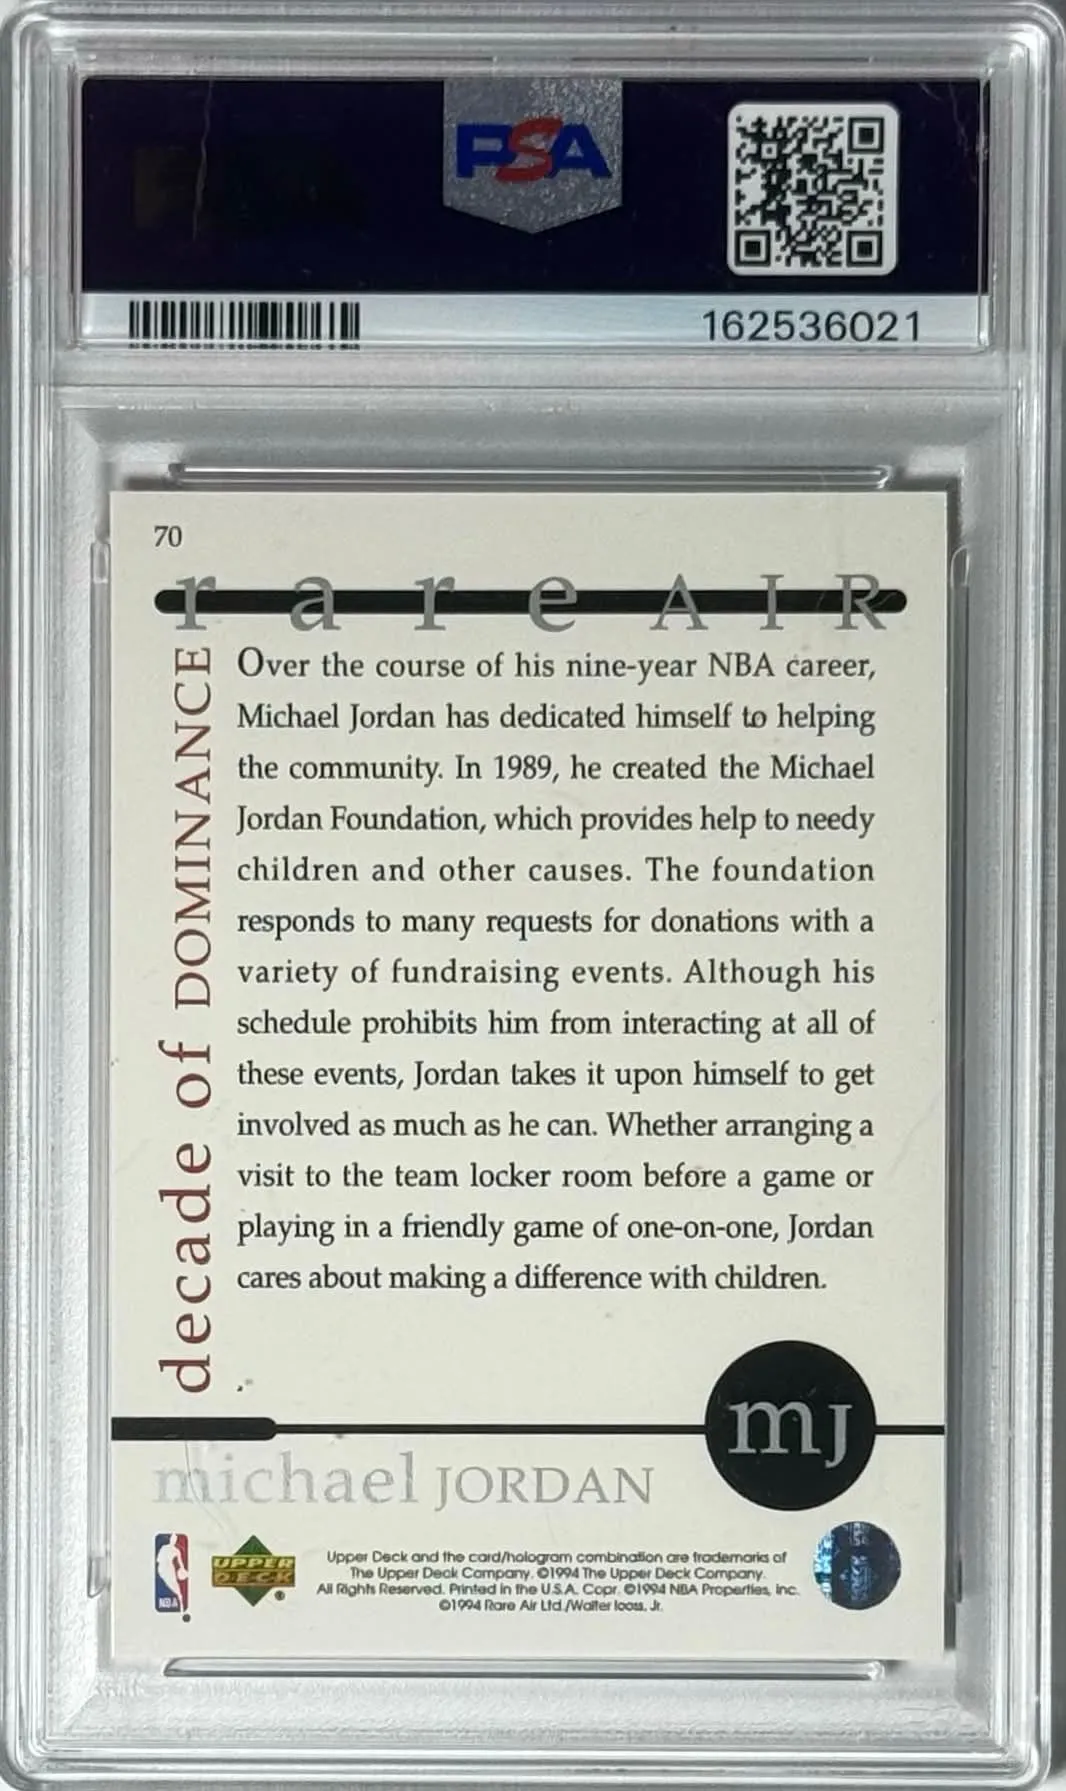 PSA
162536021
70
rare AIR
decade of DOMINANCE
Over the course of his nine-year NBA career,
Michael Jordan has dedicated himself to helping
the community. In 1989, he created the Michael
Jordan Foundation, which provides help to needy
children and other causes. The foundation
responds to many requests for donations with a
variety of fundraising events. Although his
schedule prohibits him from interacting at all of
these events, Jordan takes it upon himself to get
involved as much as he can. Whether arranging a
visit to the team locker room before a game or
playing in a friendly game of one-on-one, Jordan
cares about making a difference with children.
mJ
michael JORDAN
NBA
UPPER
DECK
Upper Deck and the card/hologram combination are trademarks of
The Upper Deck Company. ©1994 The Upper Deck Company.
All Rights Reserved. Printed in the U.S.A. Copr. ©1994 NBA Properties, Inc.
©1994 Rare Air Ltd./Walter Iooss, Jr.